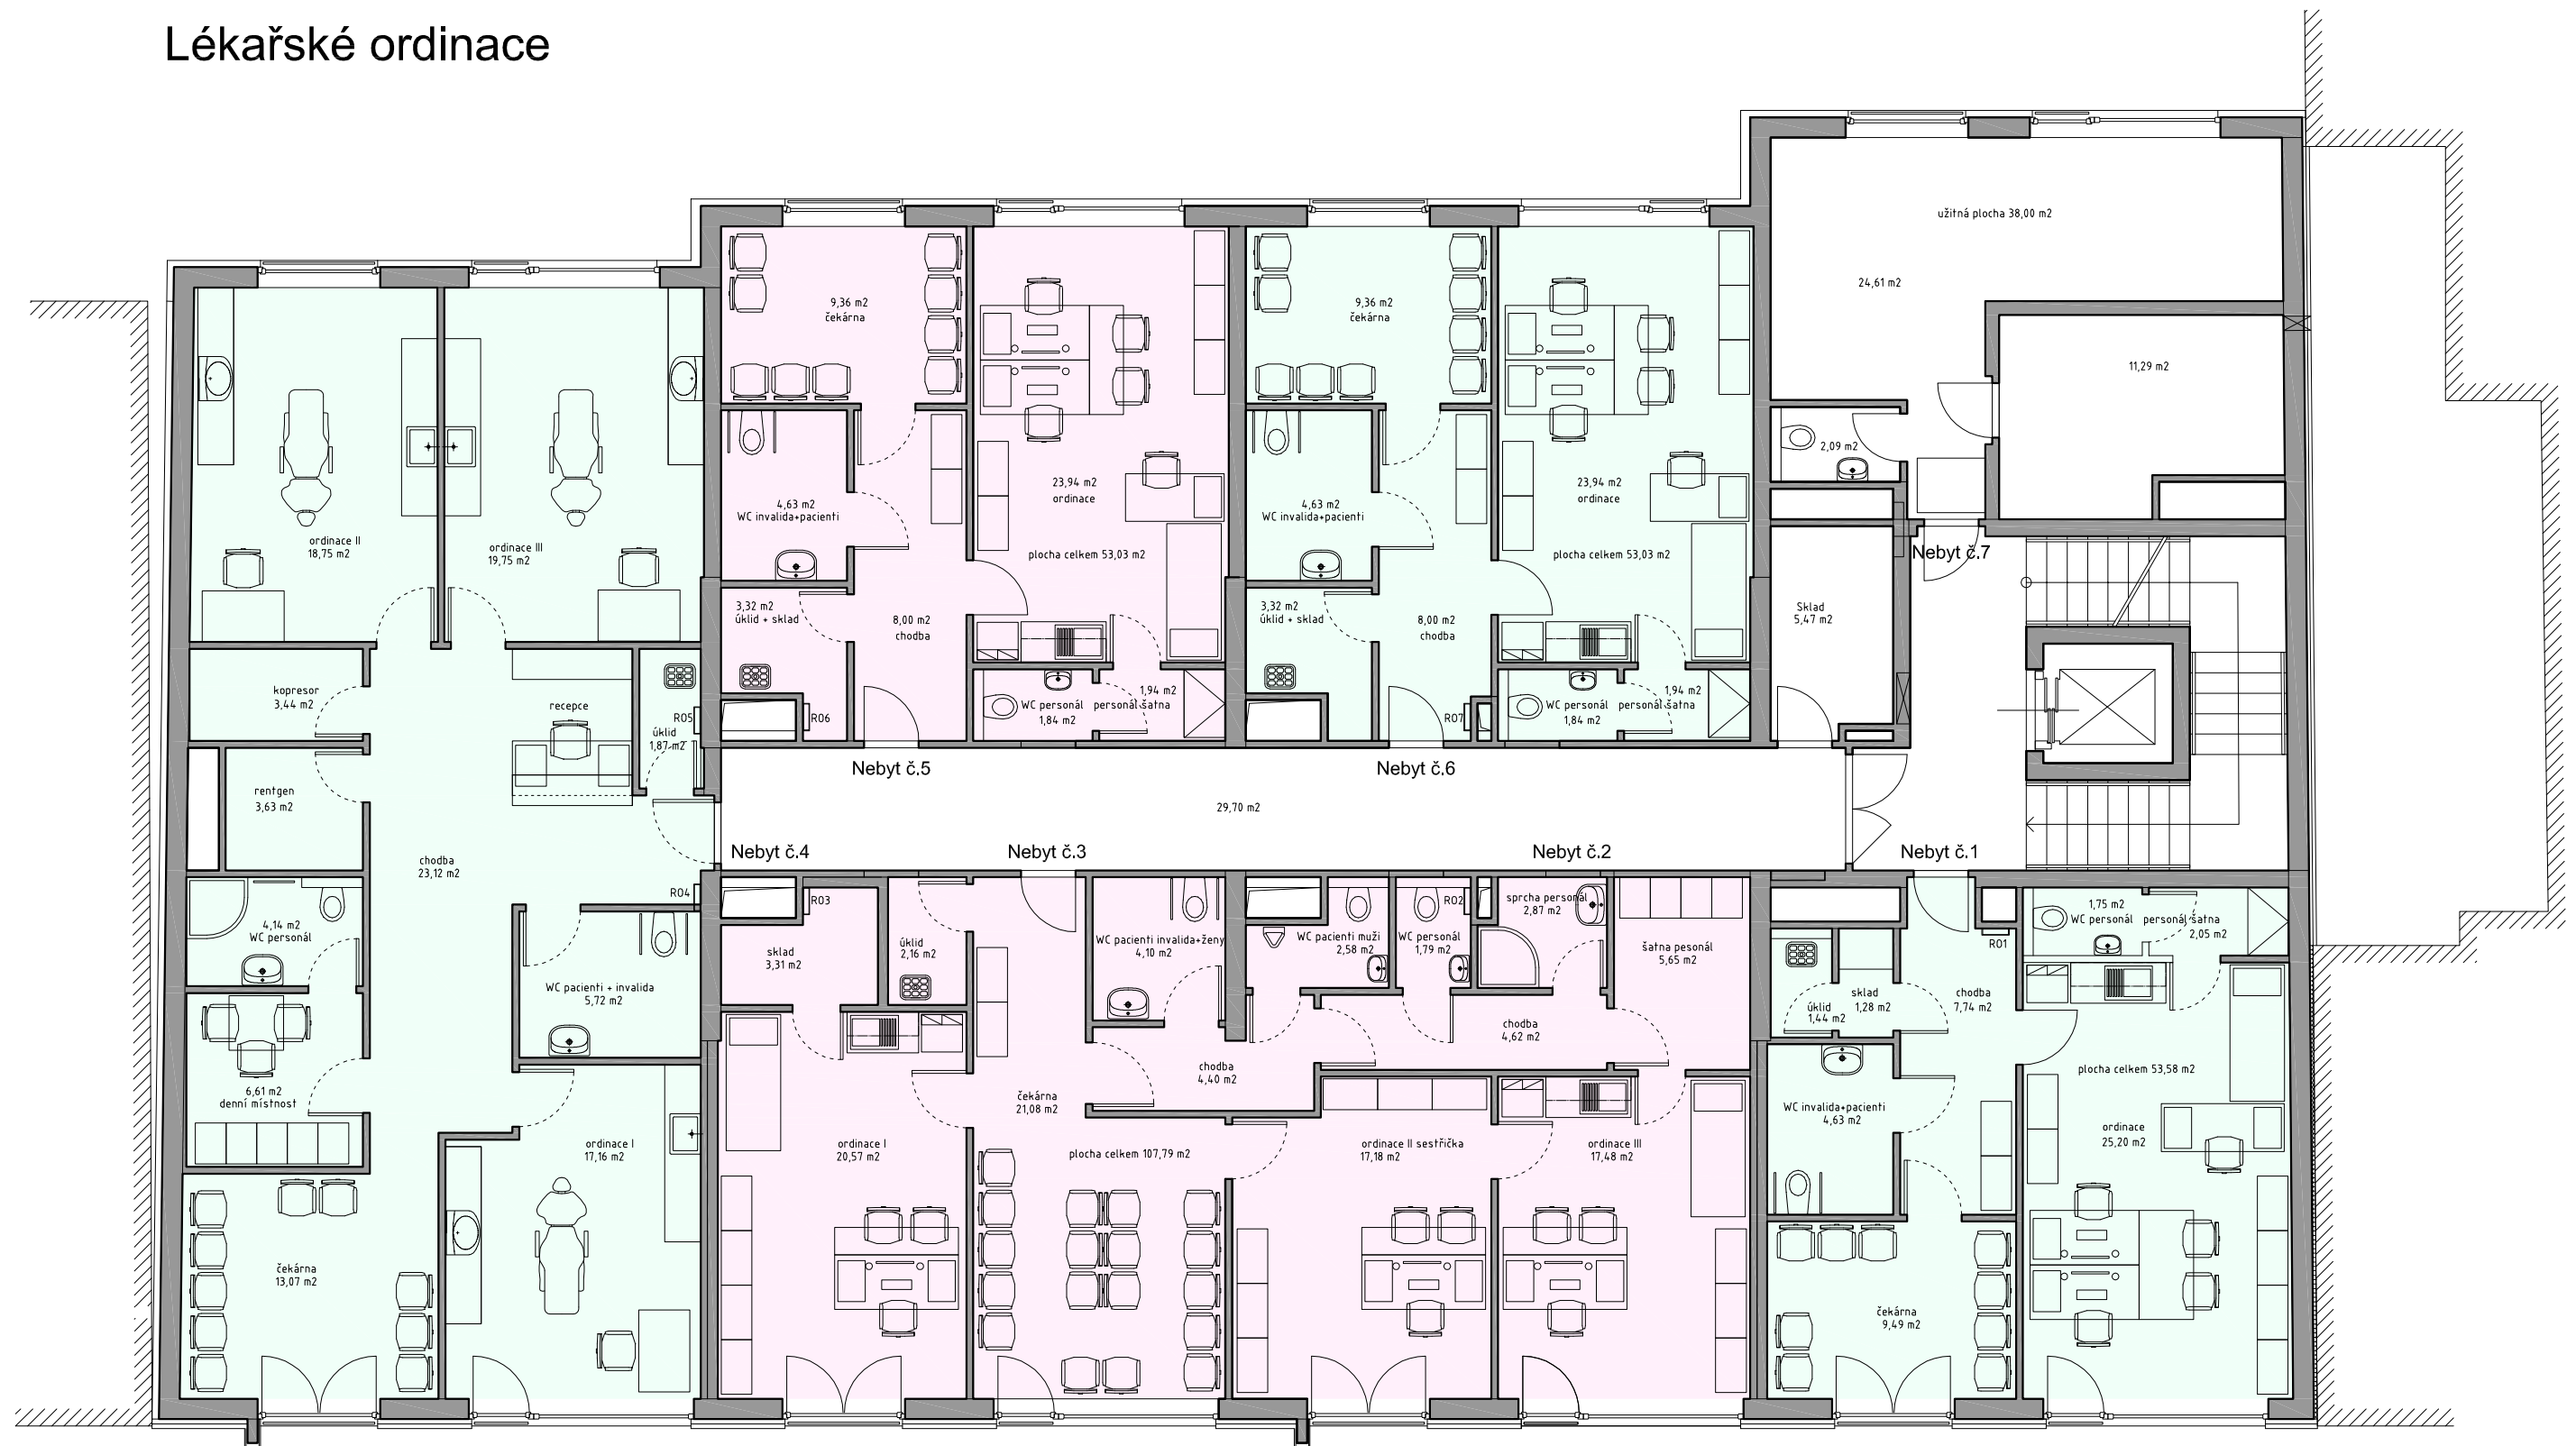 Lékařské ordinace
užitná plocha 38,00 m2
24,61 m2
11,29 m2
2,09 m2
Nebyt č.7
Sklad
5,47 m2
9,36 m2
čekárna
4,63 m2
WC invalida+pacienti
3,32 m2
úklid + sklad
8,00 m2
chodba
23,94 m2
ordinace
plocha celkem 53,03 m2
1,94 m2
WC personál
personál šatna
1,84 m2
R06
9,36 m2
čekárna
4,63 m2
WC invalida+pacienti
3,32 m2
úklid + sklad
8,00 m2
chodba
23,94 m2
ordinace
plocha celkem 53,03 m2
1,94 m2
WC personál
personál šatna
1,84 m2
R07
ordinace II
18,75 m2
ordinace III
19,75 m2
kopresor
3,44 m2
recepce
R05
úklid
1,87 m2
rentgen
3,63 m2
chodba
23,12 m2
R04
4,14 m2
WC personál
WC pacienti + invalida
5,72 m2
6,61 m2
denní místnost
ordinace I
17,16 m2
čekárna
13,07 m2
Nebyt č.5
Nebyt č.6
29,70 m2
Nebyt č.4
Nebyt č.3
Nebyt č.2
Nebyt č.1
R03
sklad
3,31 m2
úklid
2,16 m2
WC pacienti invalida+ženy
4,10 m2
WC pacienti muži
2,58 m2
R02
WC personál
1,79 m2
sprcha personál
2,87 m2
šatna pesonál
5,65 m2
chodba
4,62 m2
chodba
4,40 m2
čekárna
21,08 m2
ordinace I
20,57 m2
plocha celkem 107,79 m2
ordinace II sestřička
17,18 m2
ordinace III
17,48 m2
R01
1,75 m2
WC personál
personál šatna
2,05 m2
úklid
1,44 m2
sklad
1,28 m2
chodba
7,74 m2
plocha celkem 53,58 m2
WC invalida+pacienti
4,63 m2
ordinace
25,20 m2
čekárna
9,49 m2